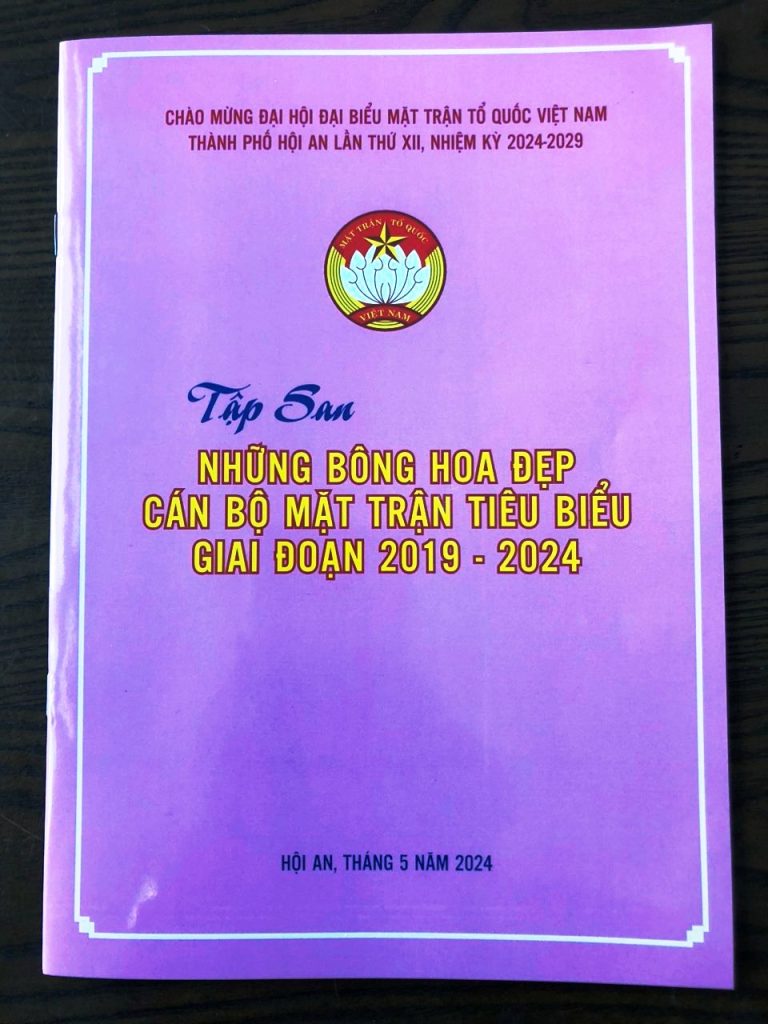 CHÀO MỪNG ĐẠI HỘI ĐẠI BIỂU MẶT TRẬN TỔ QUỐC VIỆT NAM
THÀNH PHỐ HỘI AN LẦN THỨ XII, NHIỆM KỲ 2024-2029
MẶT TRẬN TỔ QUỐC
VIỆT NAM
Tập San
NHỮNG BÔNG HOA ĐẸP
CÁN BỘ MẶT TRẬN TIÊU BIỂU
GIAI ĐOẠN 2019 - 2024
HỘI AN, THÁNG 5 NĂM 2024